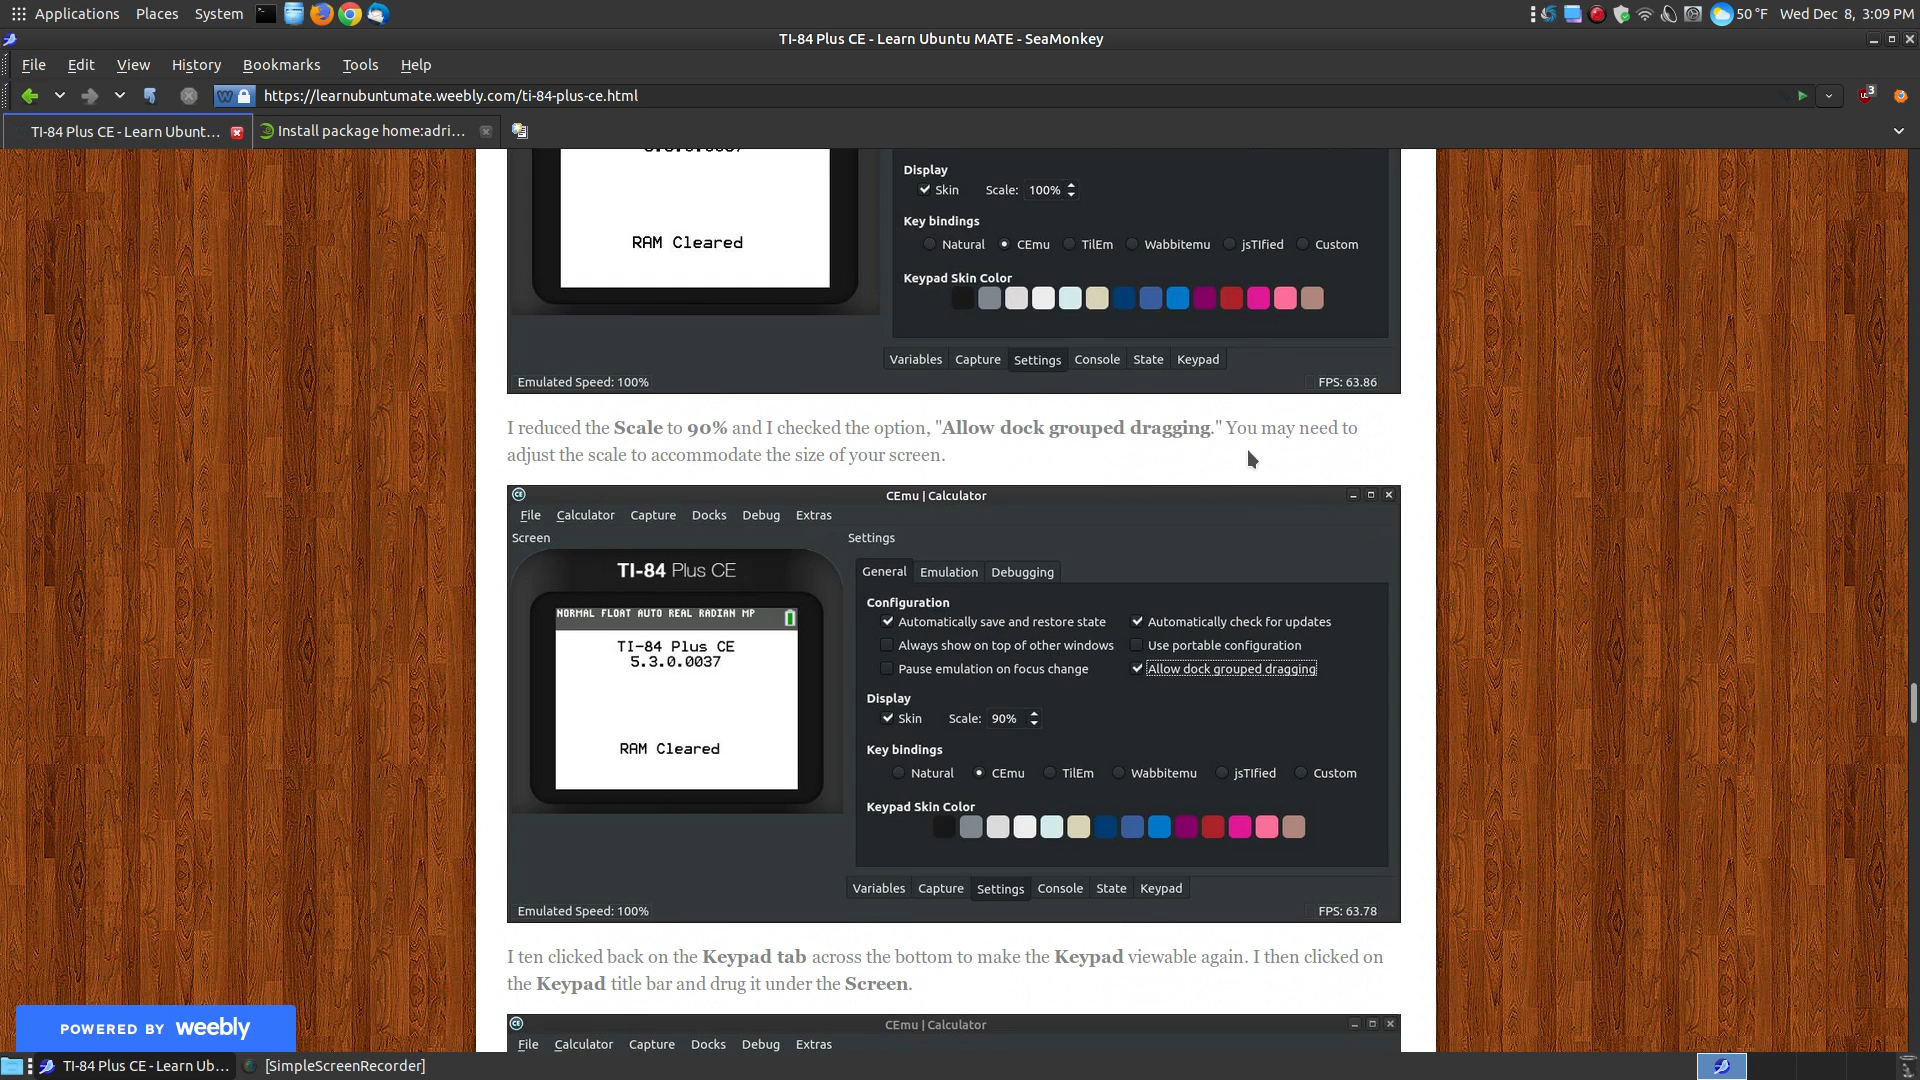 Applications Places System 50 °F Wed Dec 8, 3:09 PM
TI-84 Plus CE - Learn Ubuntu MATE - SeaMonkey
File Edit View History Bookmarks Tools Help
https://learnubuntumate.weebly.com/ti-84-plus-ce.html 3
TI-84 Plus CE - Learn Ubunt... Install package home:adri...
Display
Skin Scale: 100%
Key bindings
RAM Cleared
Natural CEmu TilEm Wabbitemu jsTIfied Custom
Keypad Skin Color
Variables Capture Settings Console State Keypad
Emulated Speed: 100% FPS: 63.86
I reduced the Scale to 90% and I checked the option, "Allow dock grouped dragging." You may need to
adjust the scale to accommodate the size of your screen.
CE CEmu | Calculator
File Calculator Capture Docks Debug Extras
Screen Settings
TI-84 Plus CE
General Emulation Debugging
Configuration
NORMAL FLOAT AUTO REAL RADIAN MP
Automatically save and restore state Automatically check for updates
TI-84 Plus CE
Always show on top of other windows Use portable configuration
5.3.0.0037
Pause emulation on focus change Allow dock grouped dragging
Display
Skin Scale: 90%
RAM Cleared
Key bindings
Natural CEmu TilEm Wabbitemu jsTIfied Custom
Keypad Skin Color
Variables Capture Settings Console State Keypad
Emulated Speed: 100% FPS: 63.78
I ten clicked back on the Keypad tab across the bottom to make the Keypad viewable again. I then clicked on
the Keypad title bar and drug it under the Screen.
CE CEmu | Calculator
File Calculator Capture Docks Debug Extras
POWERED BY weebly
TI-84 Plus CE - Learn Ub... [SimpleScreenRecorder]